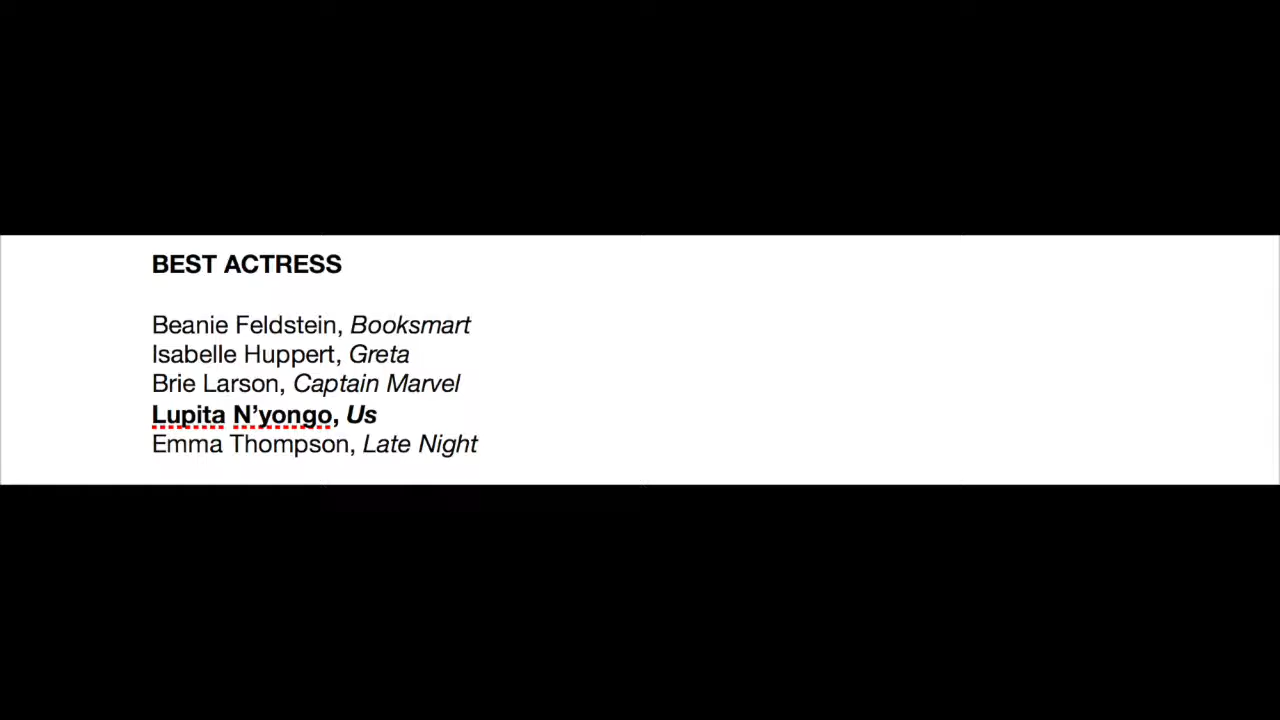 BEST ACTRESS
Beanie Feldstein, Booksmart
Isabelle Huppert, Greta
Brie Larson, Captain Marvel
Lupita N’yongo, Us
Emma Thompson, Late Night